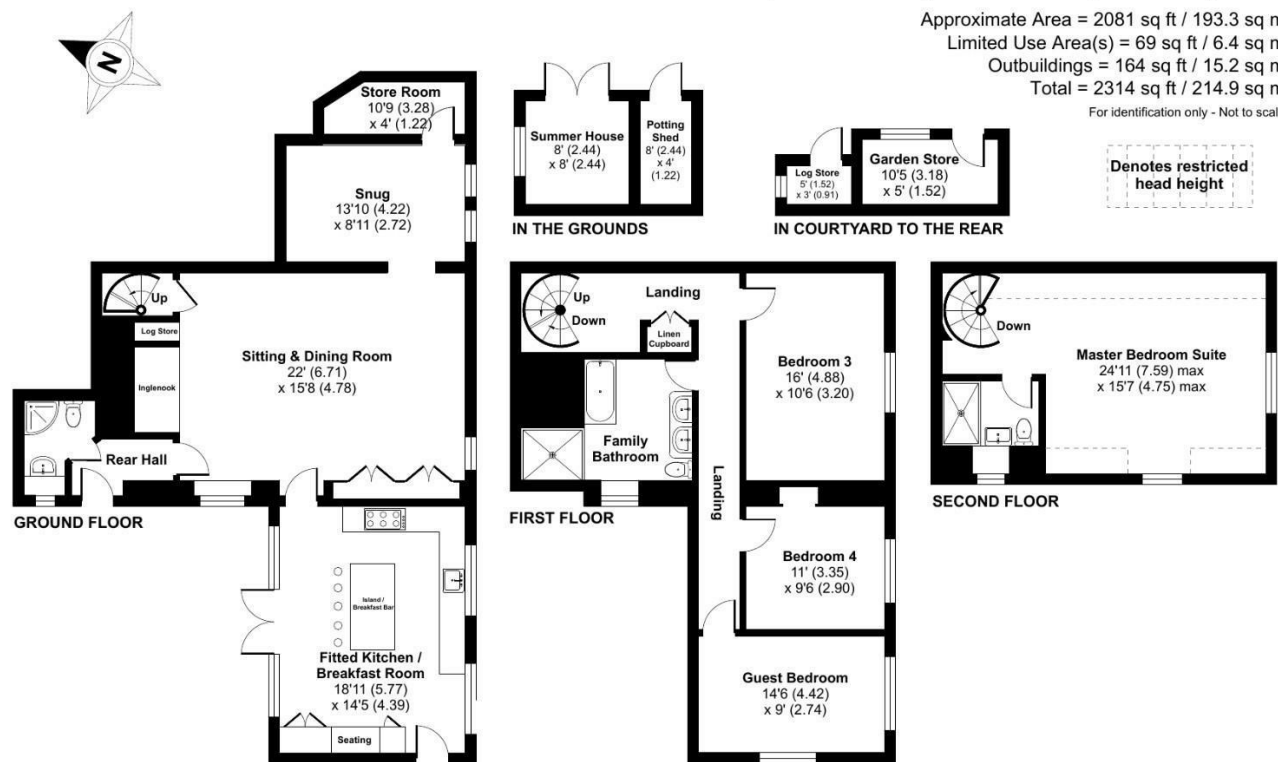 Approximate Area = 2081 sq ft / 193.3 sq m
Limited Use Area(s) = 69 sq ft / 6.4 sq m
Outbuildings = 164 sq ft / 15.2 sq m
Total = 2314 sq ft / 214.9 sq m
For identification only - Not to scal
N
Store Room
10'9 (3.28)
x 4' (1.22)
Snug
13'10 (4.22)
x 8'11 (2.72)
Up
Log Store
Inglenook
Sitting & Dining Room
22' (6.71)
x 15'8 (4.78)
Rear Hall
GROUND FLOOR
Island /
Breakfast Bar
Fitted Kitchen /
Breakfast Room
18'11 (5.77)
x 14'5 (4.39)
Seating
Summer House
8' (2.44)
x 8' (2.44)
Potting
Shed
8' (2.44)
x 4'
(1.22)
IN THE GROUNDS
Log Store
5' (1.52)
x 3' (0.91)
Garden Store
10'5 (3.18)
x 5' (1.52)
IN COURTYARD TO THE REAR
Denotes restricted
head height
Up
Down
Landing
Linen
Cupboard
Bedroom 3
16' (4.88)
x 10'6 (3.20)
Family
Bathroom
Landing
FIRST FLOOR
Bedroom 4
11' (3.35)
x 9'6 (2.90)
Guest Bedroom
14'6 (4.42)
x 9' (2.74)
Down
Master Bedroom Suite
24'11 (7.59) max
x 15'7 (4.75) max
SECOND FLOOR